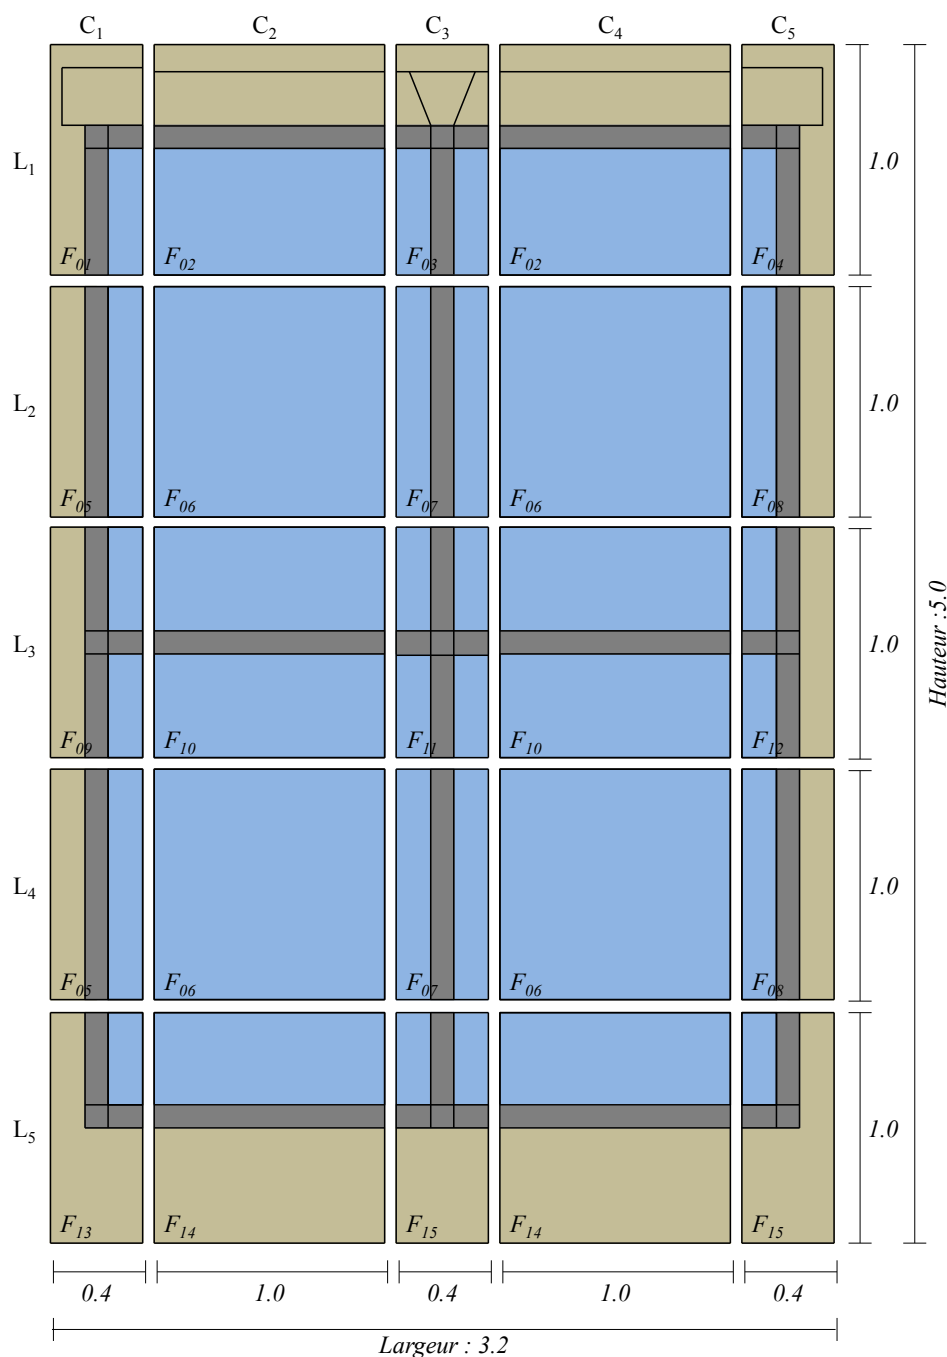 C₁ C₂ C₃ C₄ C₅
L₁ 1.0
F₀₁ F₀₂ F₀₃ F₀₂ F₀₄
L₂ 1.0
F₀₅ F₀₆ F₀₇ F₀₆ F₀₈
L₃ 1.0
Hauteur :5.0
F₀₉ F₁₀ F₁₁ F₁₀ F₁₂
L₄ 1.0
F₀₅ F₀₆ F₀₇ F₀₆ F₀₈
L₅ 1.0
F₁₃ F₁₄ F₁₅ F₁₄ F₁₅
0.4 1.0 0.4 1.0 0.4
Largeur : 3.2